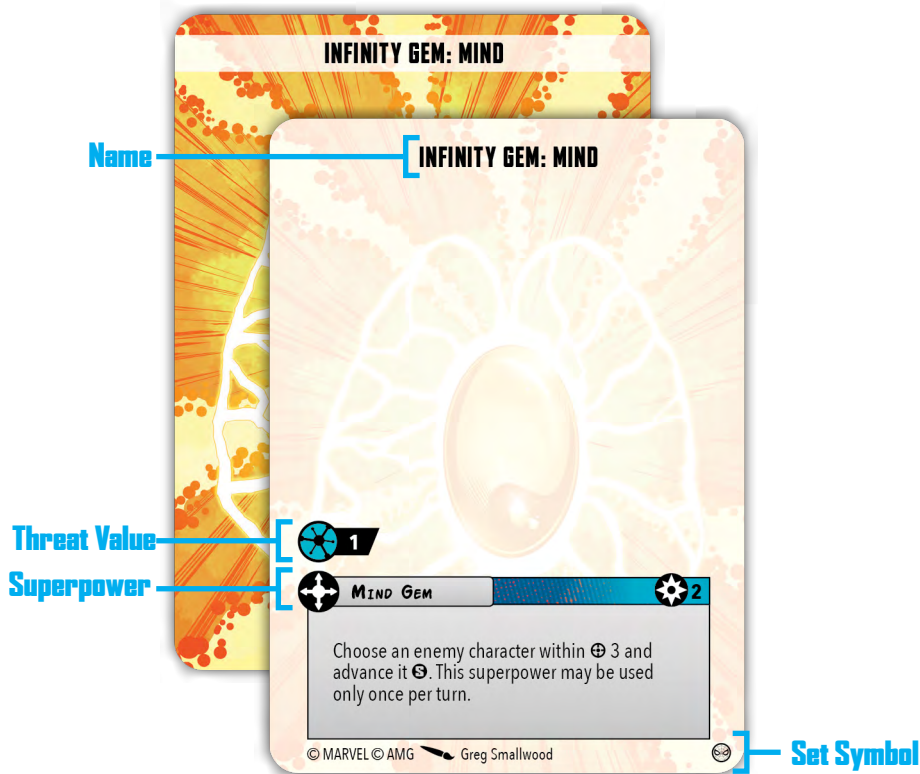 INFINITY GEM: MIND
Name
INFINITY GEM: MIND
Threat Value
1
Superpower
Mind Gem
2
Choose an enemy character within 3 and
advance it S. This superpower may be used
only once per turn.
© MARVEL © AMG Greg Smallwood
Set Symbol